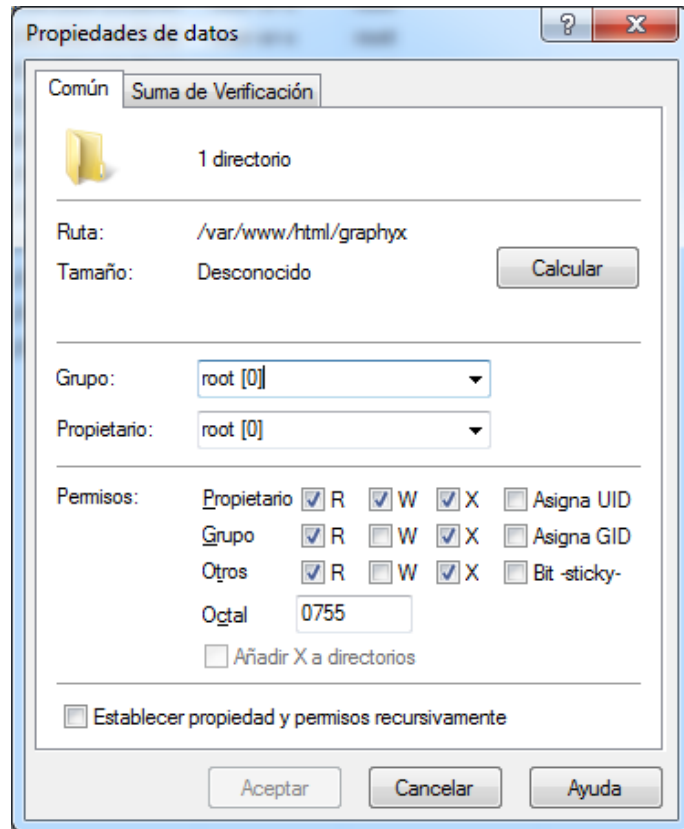 Propiedades de datos
Común Suma de Verificación
1 directorio
Ruta: /var/www/html/graphyx
Tamaño: Desconocido Calcular
Grupo: root [0]
Propietario: root [0]
Permisos: Propietario R W X Asigna UID
Grupo R W X Asigna GID
Otros R W X Bit -sticky-
Octal 0755
Añadir X a directorios
Establecer propiedad y permisos recursivamente
Aceptar Cancelar Ayuda